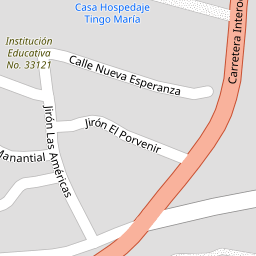 Casa Hospedaje
Tingo María
Institución
Educativa
No. 33121
Calle Nueva Esperanza
Carretera Intero
Jirón El Porvenir
Jirón Las Américas
Manantial